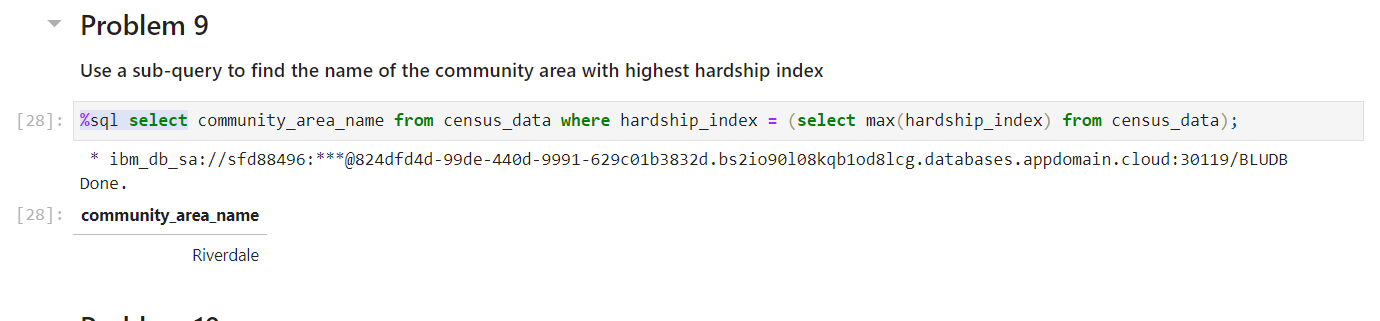 Problem 9
Use a sub-query to find the name of the community area with highest hardship index
[28]: %sql select community_area_name from census_data where hardship_index = (select max(hardship_index) from census_data);
* ibm_db_sa://sfd88496:***@824dfd4d-99de-440d-9991-629c01b3832d.bs2io90l08kqb1od8lcg.databases.appdomain.cloud:30119/BLUDB
Done.
[28]: community_area_name
Riverdale